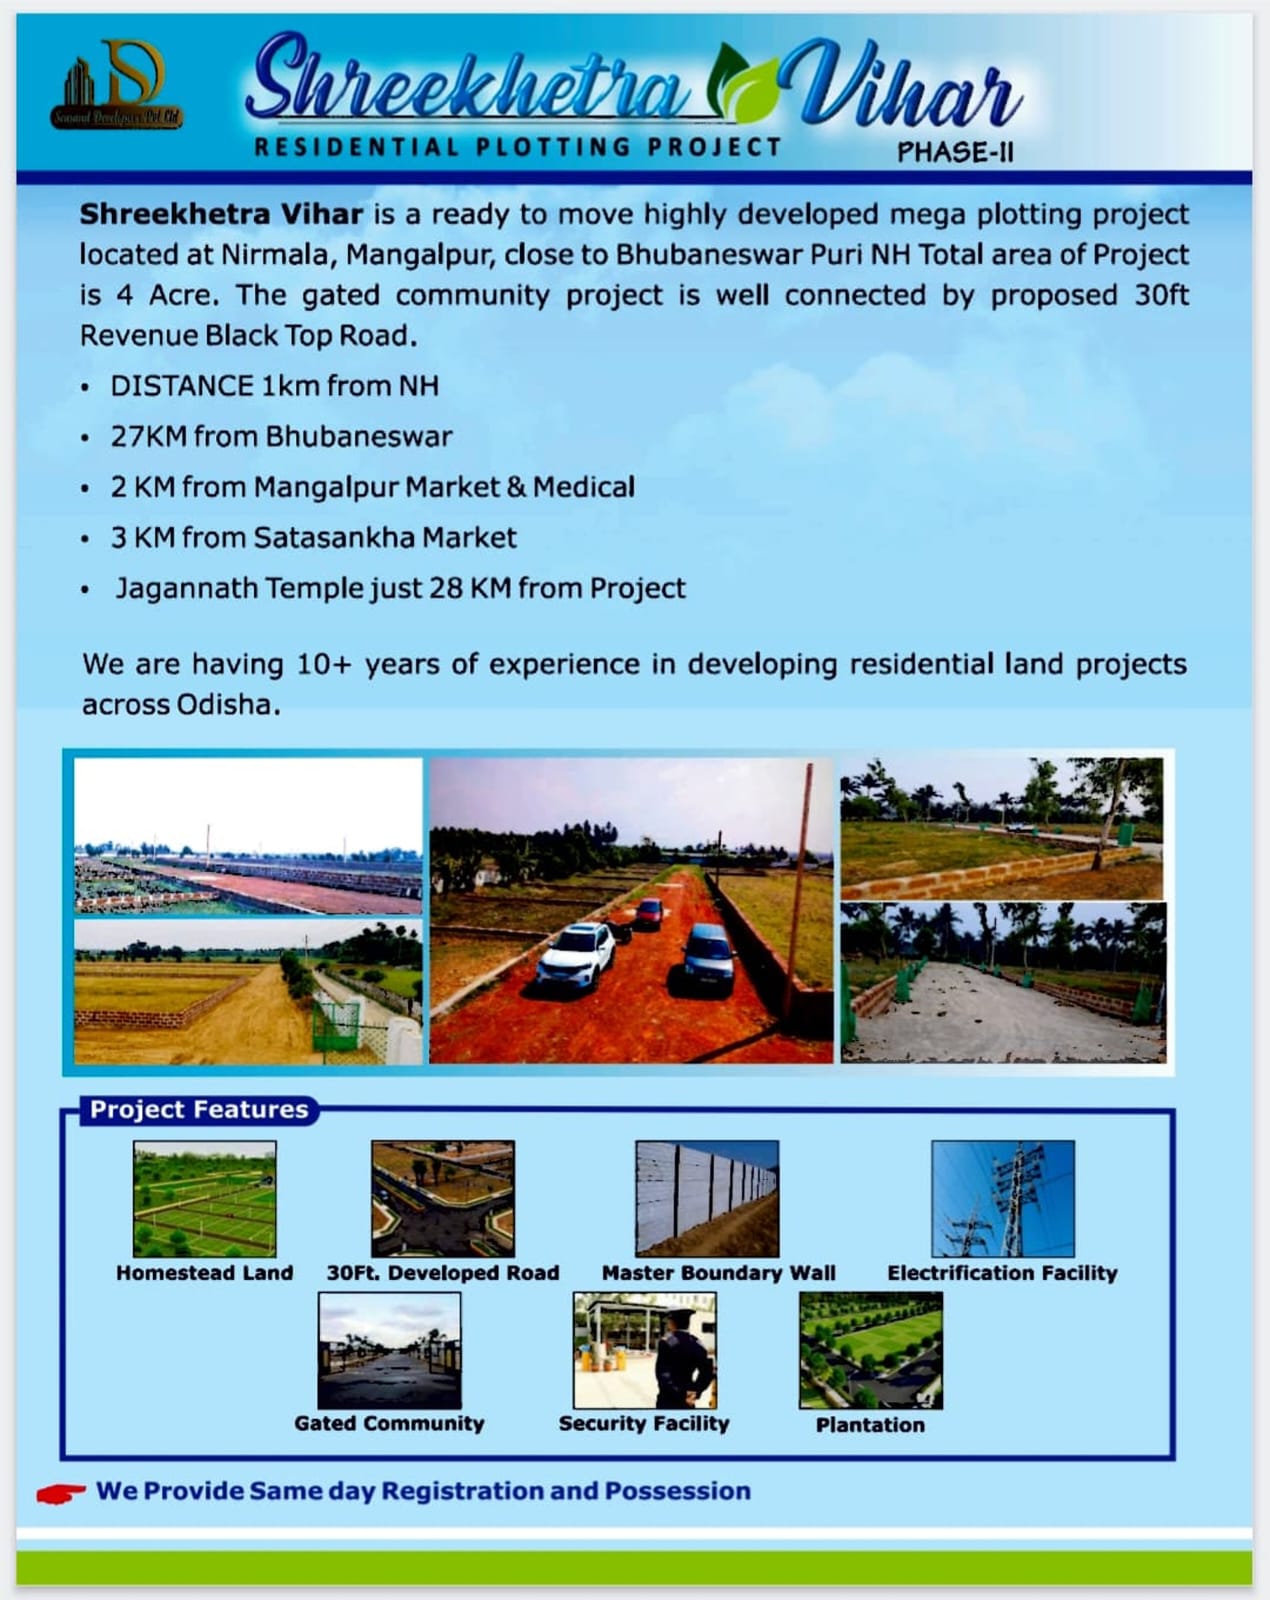 Shreekhetra Vihar
RESIDENTIAL PLOTTING PROJECT
PHASE-II
Shreekhetra Vihar is a ready to move highly developed mega plotting project
located at Nirmala, Mangalpur, close to Bhubaneswar Puri NH Total area of Project
is 4 Acre. The gated community project is well connected by proposed 30ft
Revenue Black Top Road.
• DISTANCE 1km from NH
• 27KM from Bhubaneswar
• 2 KM from Mangalpur Market & Medical
• 3 KM from Satasankha Market
• Jagannath Temple just 28 KM from Project
We are having 10+ years of experience in developing residential land projects
across Odisha.
Project Features
Homestead Land
30Ft. Developed Road
Master Boundary Wall
Electrification Facility
Gated Community
Security Facility
Plantation
We Provide Same day Registration and Possession